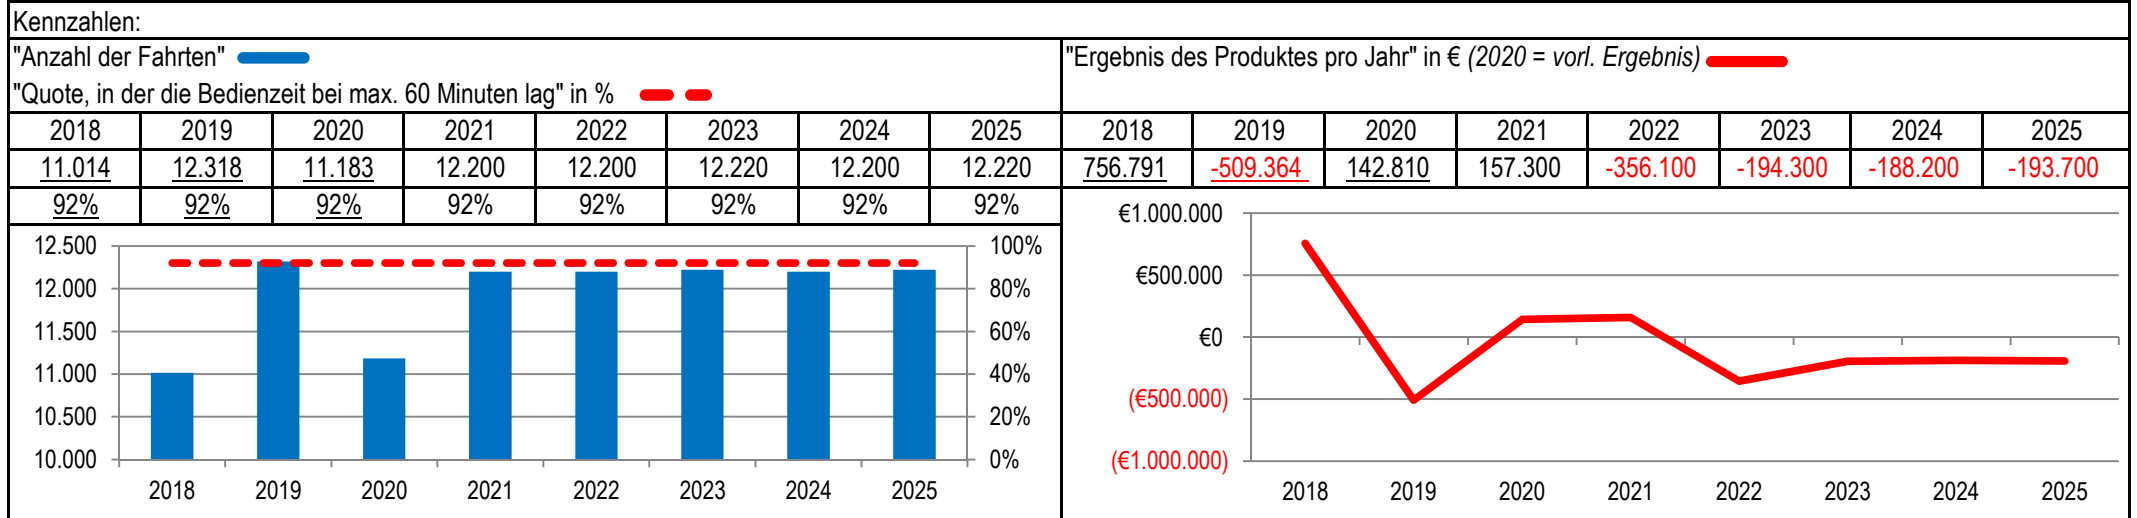 Kennzahlen:
"Anzahl der Fahrten"
"Quote, in der die Bedienzeit bei max. 60 Minuten lag" in %
2018 2019 2020 2021 2022 2023 2024 2025
11.014 12.318 11.183 12.200 12.200 12.220 12.200 12.220
92% 92% 92% 92% 92% 92% 92% 92%
12.500 100%
12.000 80%
11.500 60%
11.000 40%
10.500 20%
10.000 0%
2018 2019 2020 2021 2022 2023 2024 2025
"Ergebnis des Produktes pro Jahr" in € (2020 = vorl. Ergebnis)
2018 2019 2020 2021 2022 2023 2024 2025
756.791 -509.364 142.810 157.300 -356.100 -194.300 -188.200 -193.700
€1.000.000
€500.000
€0
(€500.000)
(€1.000.000)
2018 2019 2020 2021 2022 2023 2024 2025